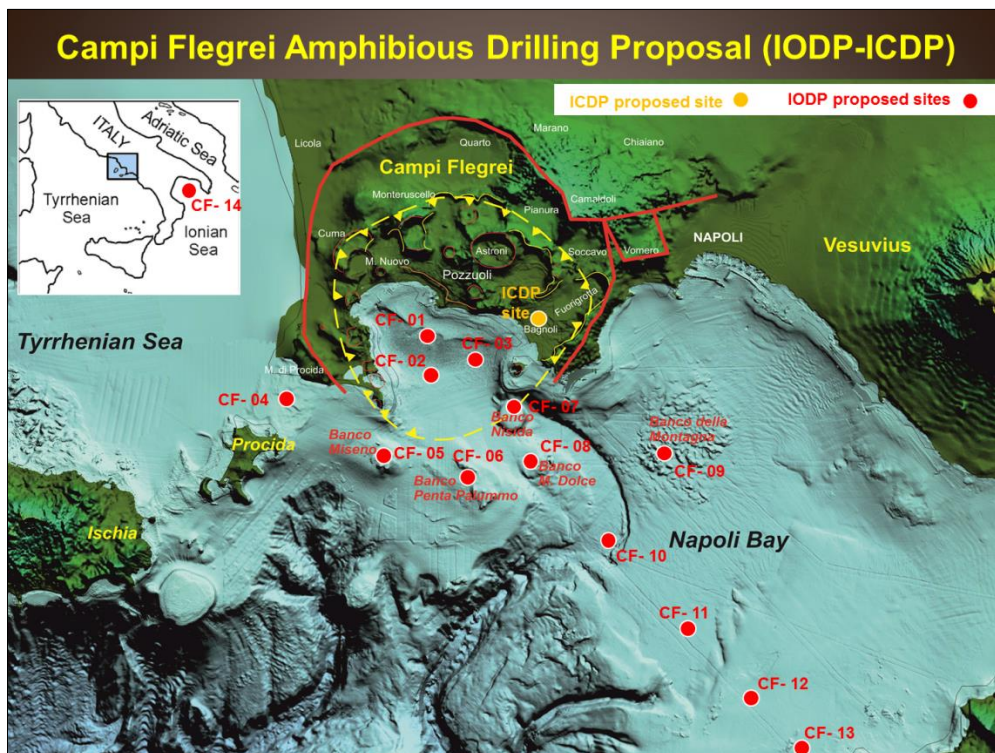 Campi Flegrei Amphibious Drilling Proposal (IODP-ICDP)
ICDP proposed site
IODP proposed sites
ITALY
Adriatic Sea
Tyrrhenian
Sea
CF- 14
Ionian
Sea
Licola
Quarto
Marano
Chiaiano
Campi Flegrei
Monteruscello
Pianura
Camaldoli
Cuma
M. Nuovo
Astroni
Soccavo
Vomero
NAPOLI
Vesuvius
Pozzuoli
ICDP
site
Fuorigrotta
Bagnoli
CF- 01
CF- 02
CF- 03
Tyrrhenian Sea
M. di Procida
CF- 04
CF- 07
Banco
Nisida
Procida
Banco
Miseno
CF- 05
CF- 06
Banco
Penta Palummo
CF- 08
Banco
M. Dolce
Banco della
Montagna
CF- 09
Ischia
CF- 10
Napoli Bay
CF- 11
CF- 12
CF- 13